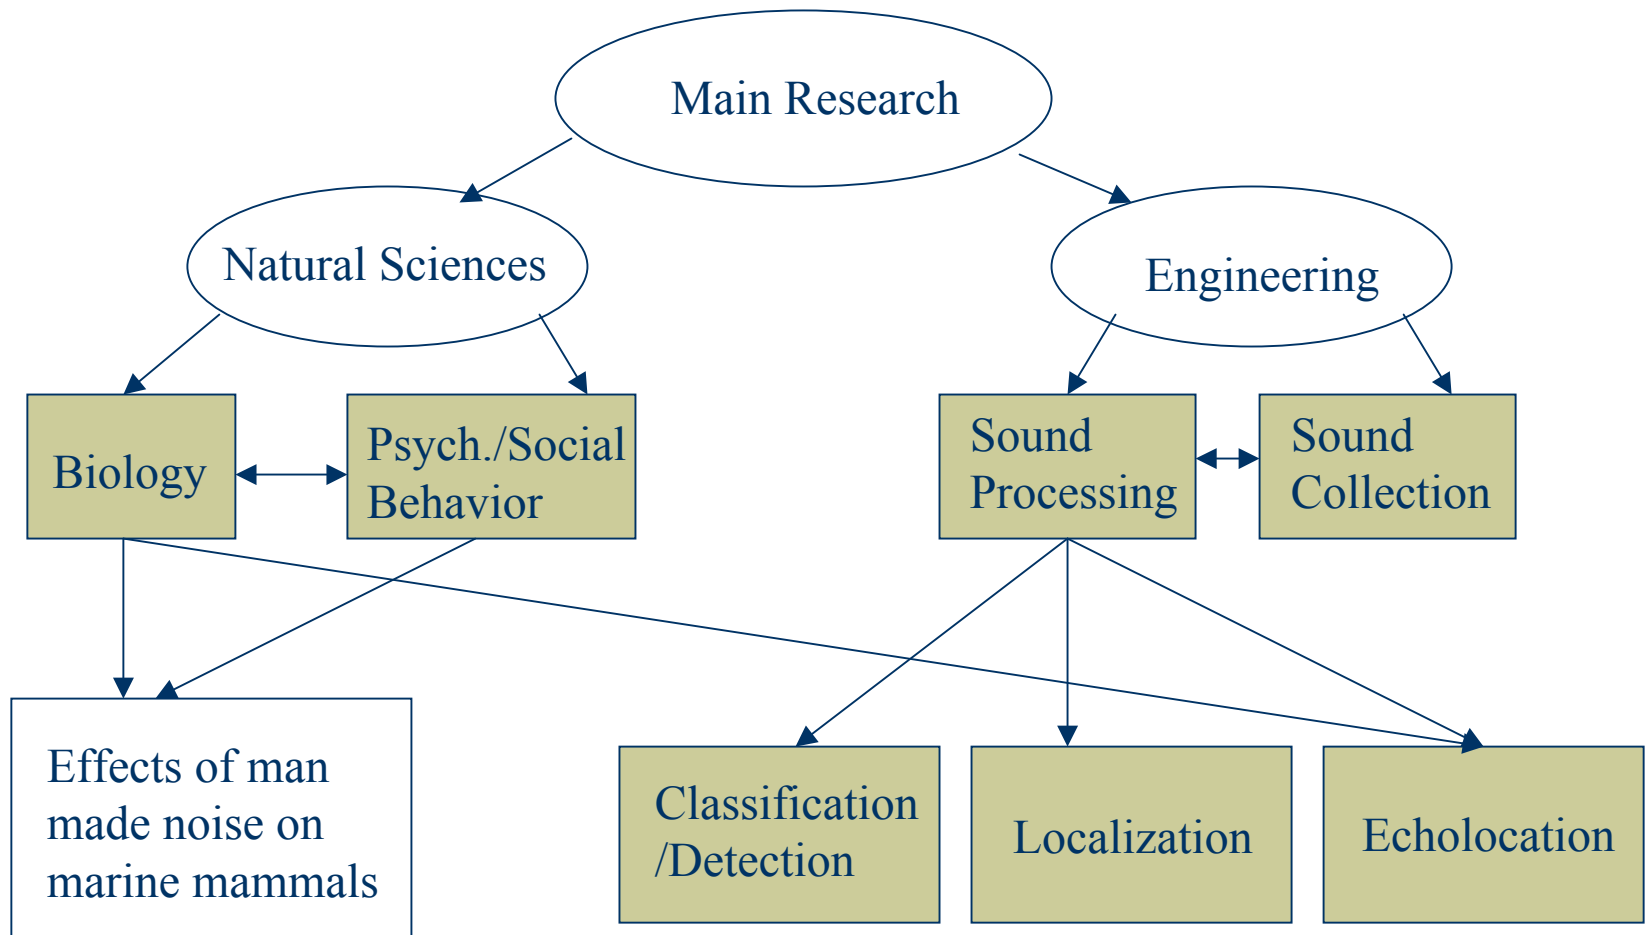 Main Research
Natural Sciences
Engineering
Biology
Psych./Social
Behavior
Sound
Processing
Sound
Collection
Effects of man
made noise on
marine mammals
Classification
/Detection
Localization
Echolocation